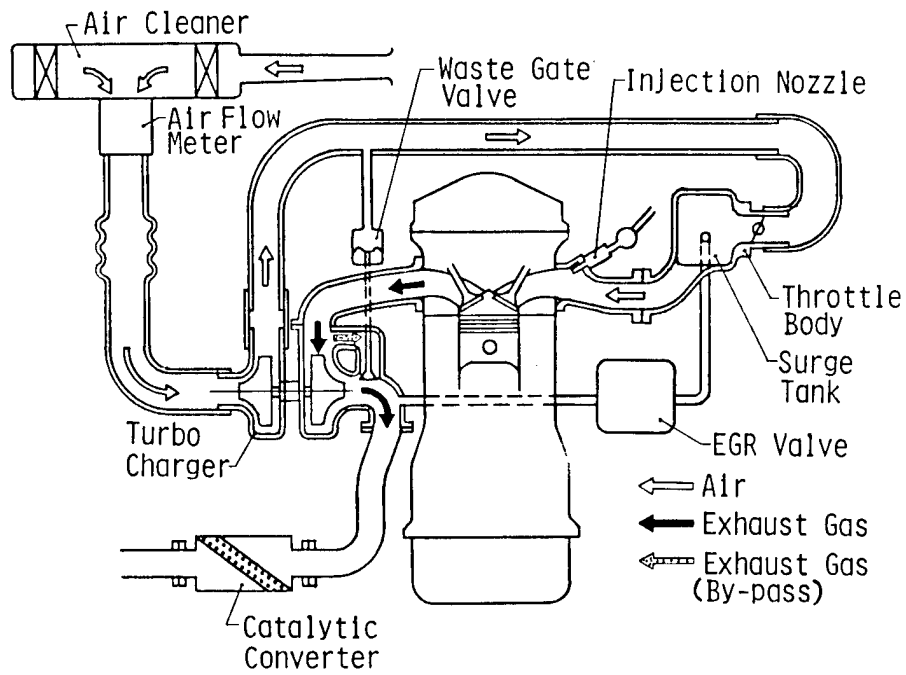 Air Cleaner
Air Flow
Meter
Waste Gate
Valve
Injection Nozzle
Throttle
Body
Surge
Tank
EGR Valve
Turbo
Charger
Air
Exhaust Gas
Exhaust Gas
(By-pass)
Catalytic
Converter